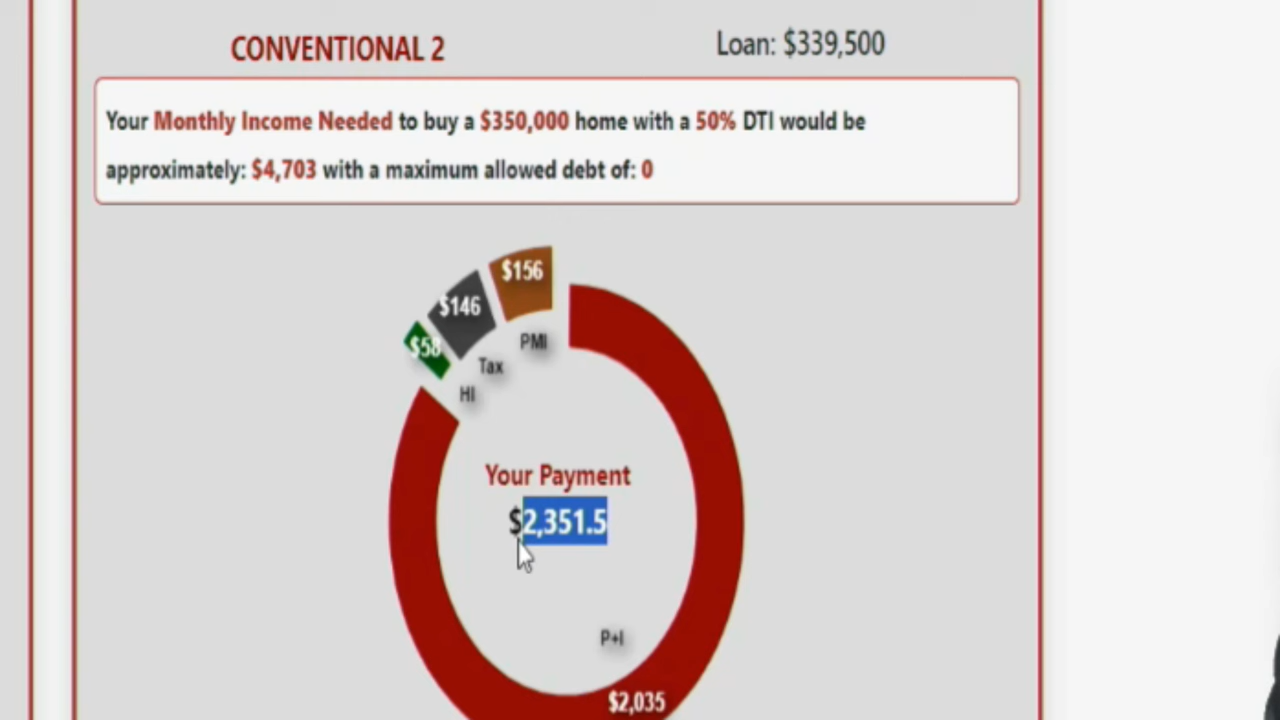 CONVENTIONAL 2
Loan: $339,500
Your Monthly Income Needed to buy a $350,000 home with a 50% DTI would be
approximately: $4,703 with a maximum allowed debt of: 0
$156
$146
$58
PMI
Tax
HI
Your Payment
$2,351.5
P+I
$2,035